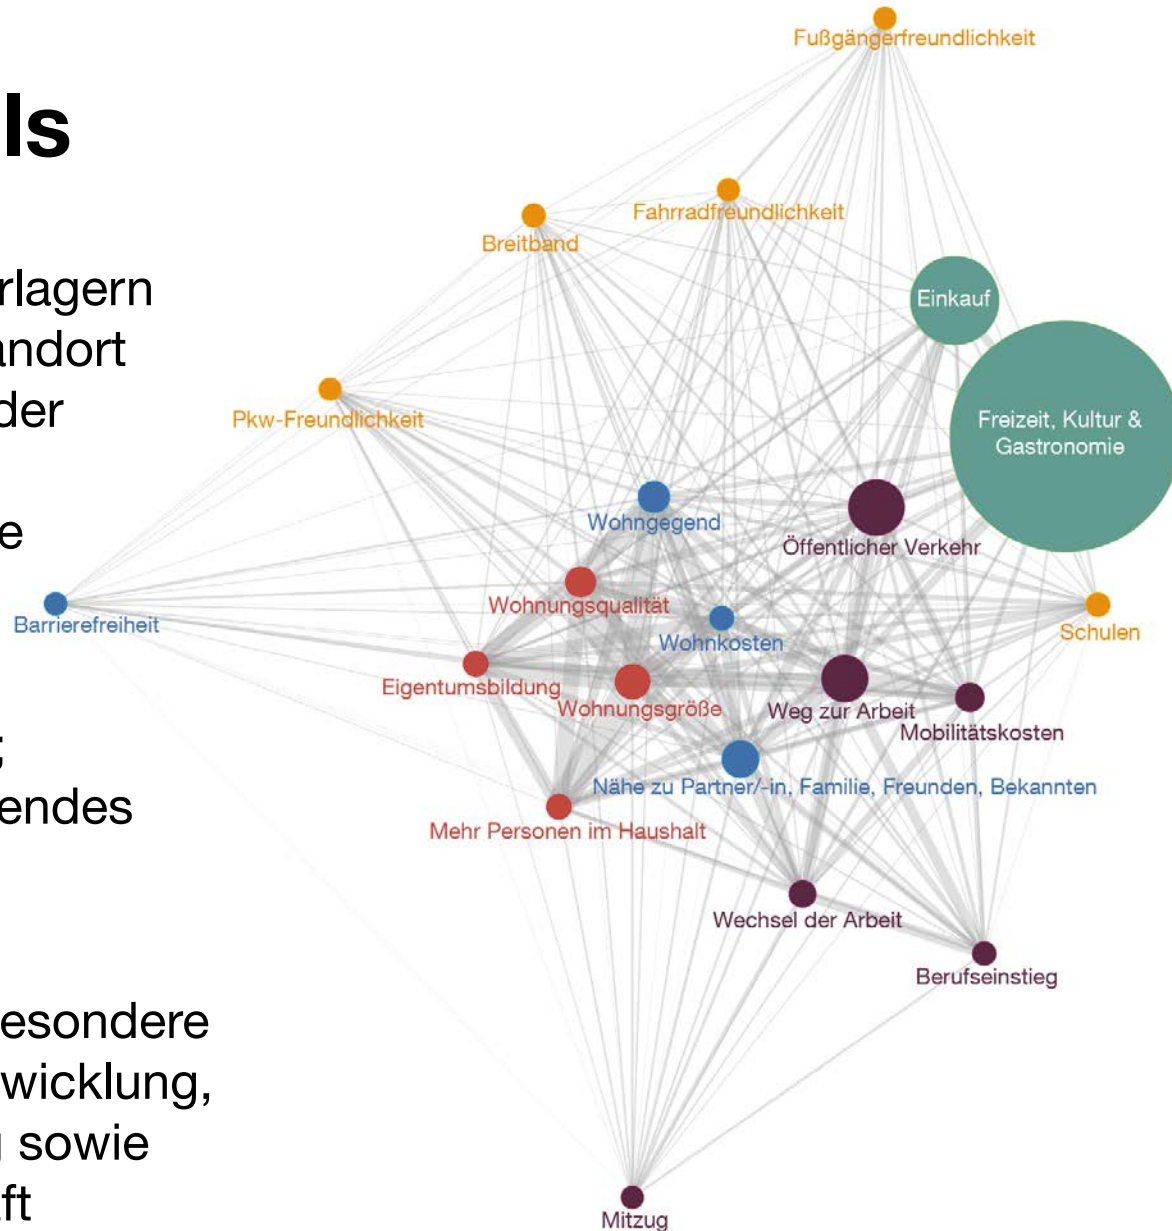 ls
rlagern
andort
der
e
;
endes
esondere
wicklung,
g sowie
ft
Fußgängerfreundlichkeit
Fahrradfreundlichkeit
Breitband
Einkauf
Pkw-Freundlichkeit
Freizeit, Kultur &
Gastronomie
Wohngegend
Öffentlicher Verkehr
Wohnungsqualität
Barrierefreiheit
Wohnkosten
Schulen
Eigentumsbildung
Wohnungsgröße
Weg zur Arbeit
Mobilitätskosten
Nähe zu Partner/-in, Familie, Freunden, Bekannten
Mehr Personen im Haushalt
Wechsel der Arbeit
Berufseinstieg
Mitzug